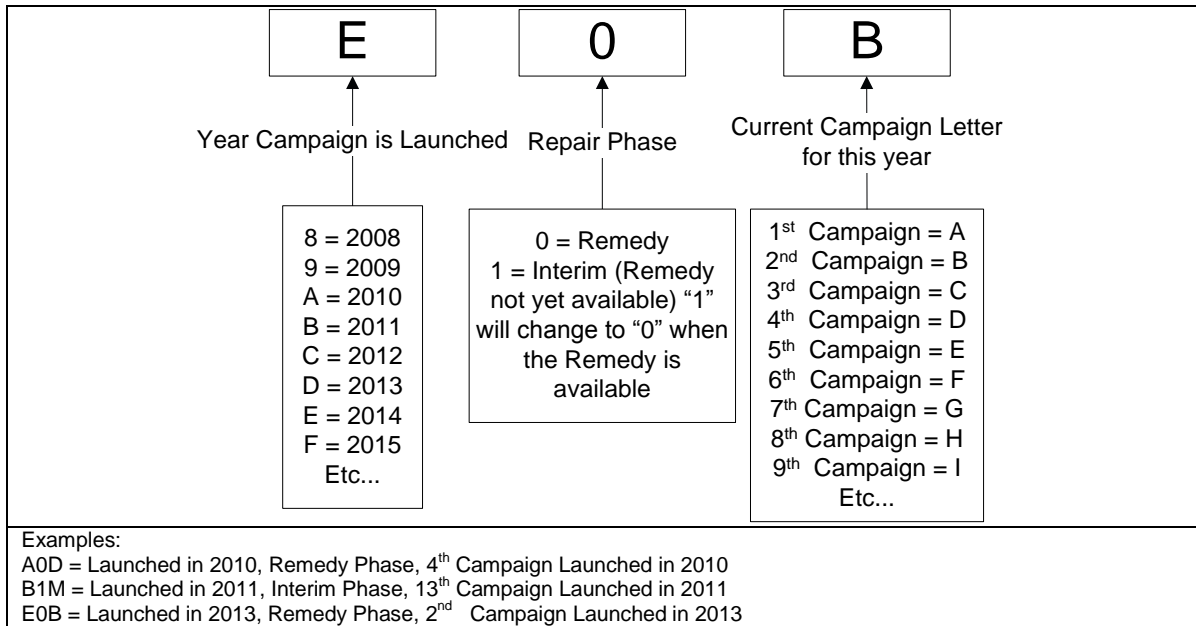 E
0
B
Year Campaign is Launched
Repair Phase
Current Campaign Letter
for this year
8 = 2008
9 = 2009
A = 2010
B = 2011
C = 2012
D = 2013
E = 2014
F = 2015
Etc...
0 = Remedy
1 = Interim (Remedy
not yet available) “1”
will change to “0” when
the Remedy is
available
1st Campaign = A
2nd Campaign = B
3rd Campaign = C
4th Campaign = D
5th Campaign = E
6th Campaign = F
7th Campaign = G
8th Campaign = H
9th Campaign = I
Etc...
Examples:
A0D = Launched in 2010, Remedy Phase, 4th Campaign Launched in 2010
B1M = Launched in 2011, Interim Phase, 13th Campaign Launched in 2011
E0B = Launched in 2013, Remedy Phase, 2nd Campaign Launched in 2013